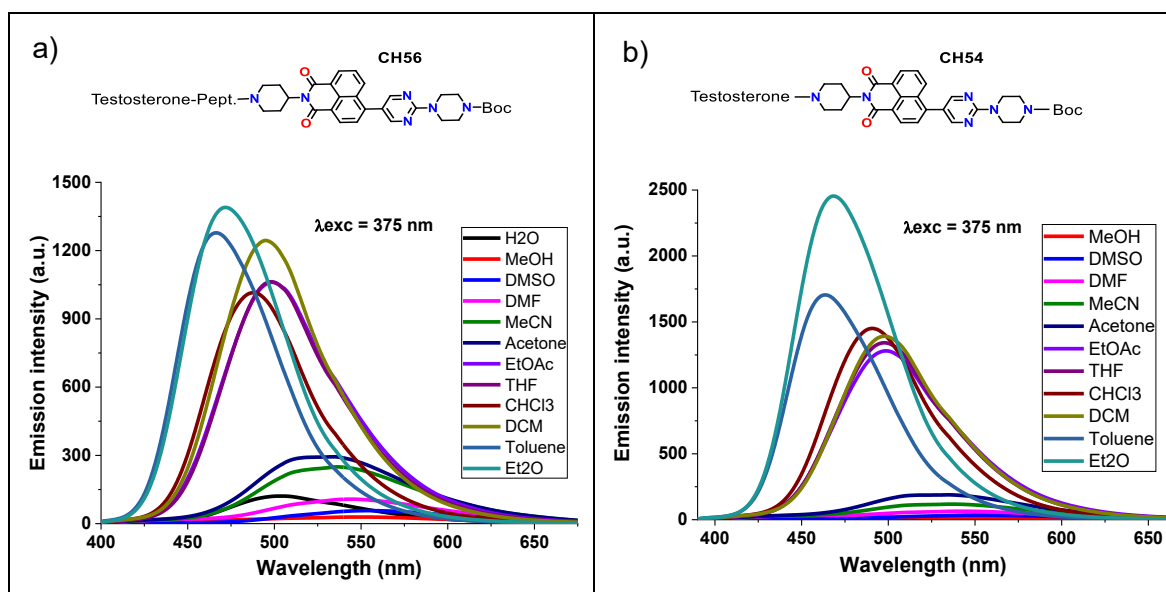 a)
CH56
Testosterone-Pept.
N
O
N
O
N
N
N
N
Boc
Emission intensity (a.u.)
1500
1200
900
600
300
0
400
450
500
550
600
650
Wavelength (nm)
λexc = 375 nm
H2O
MeOH
DMSO
DMF
MeCN
Acetone
EtOAc
THF
CHCl3
DCM
Toluene
Et2O
b)
CH54
Testosterone
N
O
N
O
N
N
N
N
Boc
Emission intensity (a.u.)
2500
2000
1500
1000
500
0
400
450
500
550
600
650
Wavelength (nm)
λexc = 375 nm
MeOH
DMSO
DMF
MeCN
Acetone
EtOAc
THF
CHCl3
DCM
Toluene
Et2O